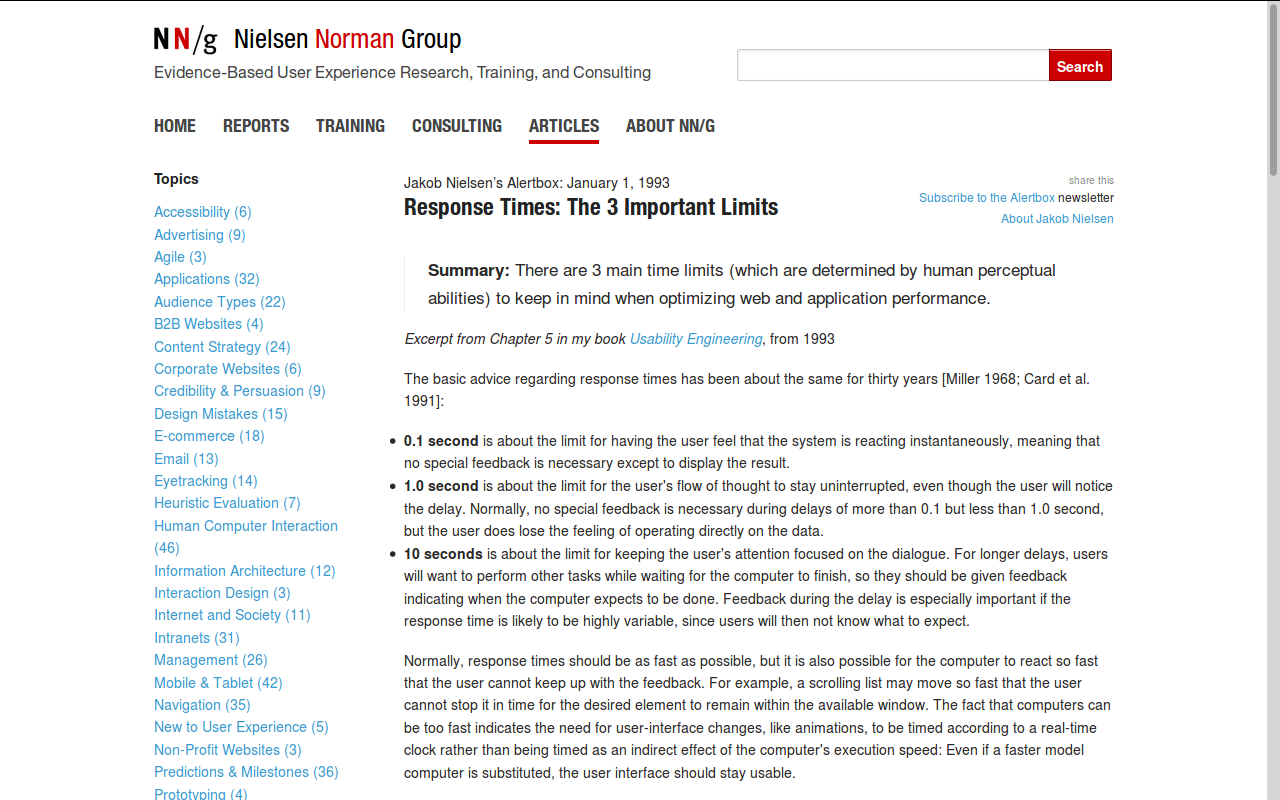 NN/g Nielsen Norman Group
Evidence-Based User Experience Research, Training, and Consulting
Search
HOME REPORTS TRAINING CONSULTING ARTICLES ABOUT NN/G
Topics
Accessibility (6)
Advertising (9)
Agile (3)
Applications (32)
Audience Types (22)
B2B Websites (4)
Content Strategy (24)
Corporate Websites (6)
Credibility & Persuasion (9)
Design Mistakes (15)
E-commerce (18)
Email (13)
Eyetracking (14)
Heuristic Evaluation (7)
Human Computer Interaction
(46)
Information Architecture (12)
Interaction Design (3)
Internet and Society (11)
Intranets (31)
Management (26)
Mobile & Tablet (42)
Navigation (35)
New to User Experience (5)
Non-Profit Websites (3)
Predictions & Milestones (36)
Prototyping (4)
Jakob Nielsen's Alertbox: January 1, 1993
Response Times: The 3 Important Limits
share this
Subscribe to the Alertbox newsletter
About Jakob Nielsen
Summary: There are 3 main time limits (which are determined by human perceptual
abilities) to keep in mind when optimizing web and application performance.
Excerpt from Chapter 5 in my book Usability Engineering, from 1993
The basic advice regarding response times has been about the same for thirty years [Miller 1968; Card et al.
1991]:
• 0.1 second is about the limit for having the user feel that the system is reacting instantaneously, meaning that
no special feedback is necessary except to display the result.
• 1.0 second is about the limit for the user's flow of thought to stay uninterrupted, even though the user will notice
the delay. Normally, no special feedback is necessary during delays of more than 0.1 but less than 1.0 second,
but the user does lose the feeling of operating directly on the data.
• 10 seconds is about the limit for keeping the user's attention focused on the dialogue. For longer delays, users
will want to perform other tasks while waiting for the computer to finish, so they should be given feedback
indicating when the computer expects to be done. Feedback during the delay is especially important if the
response time is likely to be highly variable, since users will then not know what to expect.
Normally, response times should be as fast as possible, but it is also possible for the computer to react so fast
that the user cannot keep up with the feedback. For example, a scrolling list may move so fast that the user
cannot stop it in time for the desired element to remain within the available window. The fact that computers can
be too fast indicates the need for user-interface changes, like animations, to be timed according to a real-time
clock rather than being timed as an indirect effect of the computer's execution speed: Even if a faster model
computer is substituted, the user interface should stay usable.